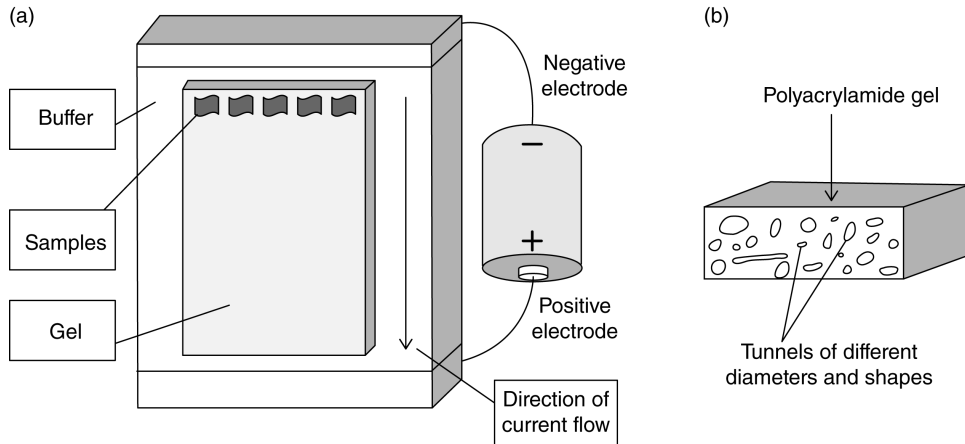 (a)
Buffer
Samples
Gel
Negative
electrode
−
+
Positive
electrode
Direction of
current flow
(b)
Polyacrylamide gel
Tunnels of different
diameters and shapes